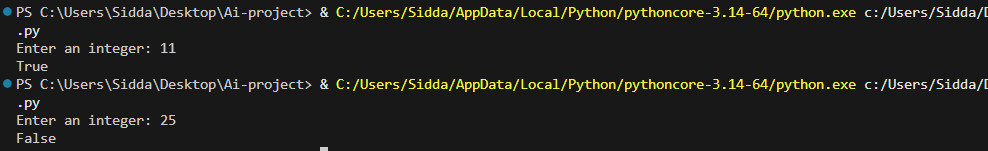 PS C:\Users\Sidda\Desktop\Ai-project> & C:/Users/Sidda/AppData/Local/Python/pythoncore-3.14-64/python.exe c:/Users/Sidda/
.py
Enter an integer: 11
True
PS C:\Users\Sidda\Desktop\Ai-project> & C:/Users/Sidda/AppData/Local/Python/pythoncore-3.14-64/python.exe c:/Users/Sidda/
.py
Enter an integer: 25
False